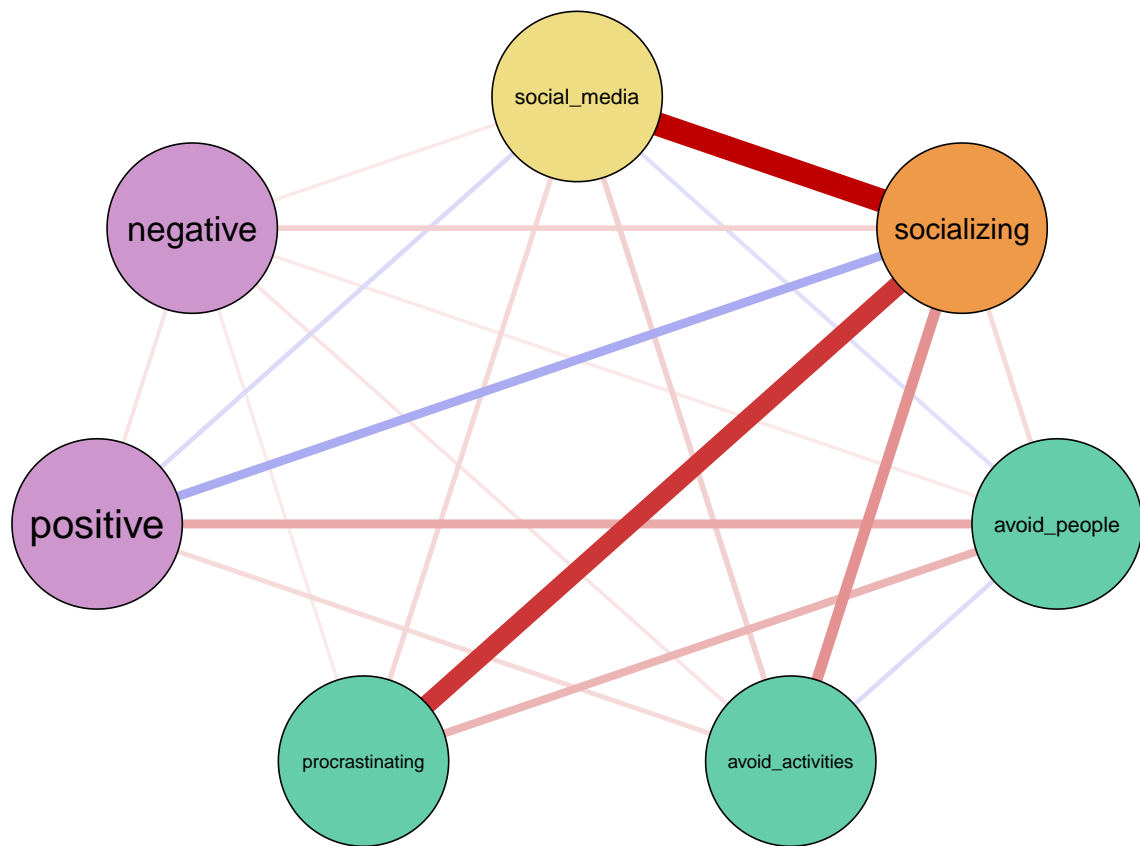 social_media
negative
socializing
positive
avoid_people
procrastinating
avoid_activities